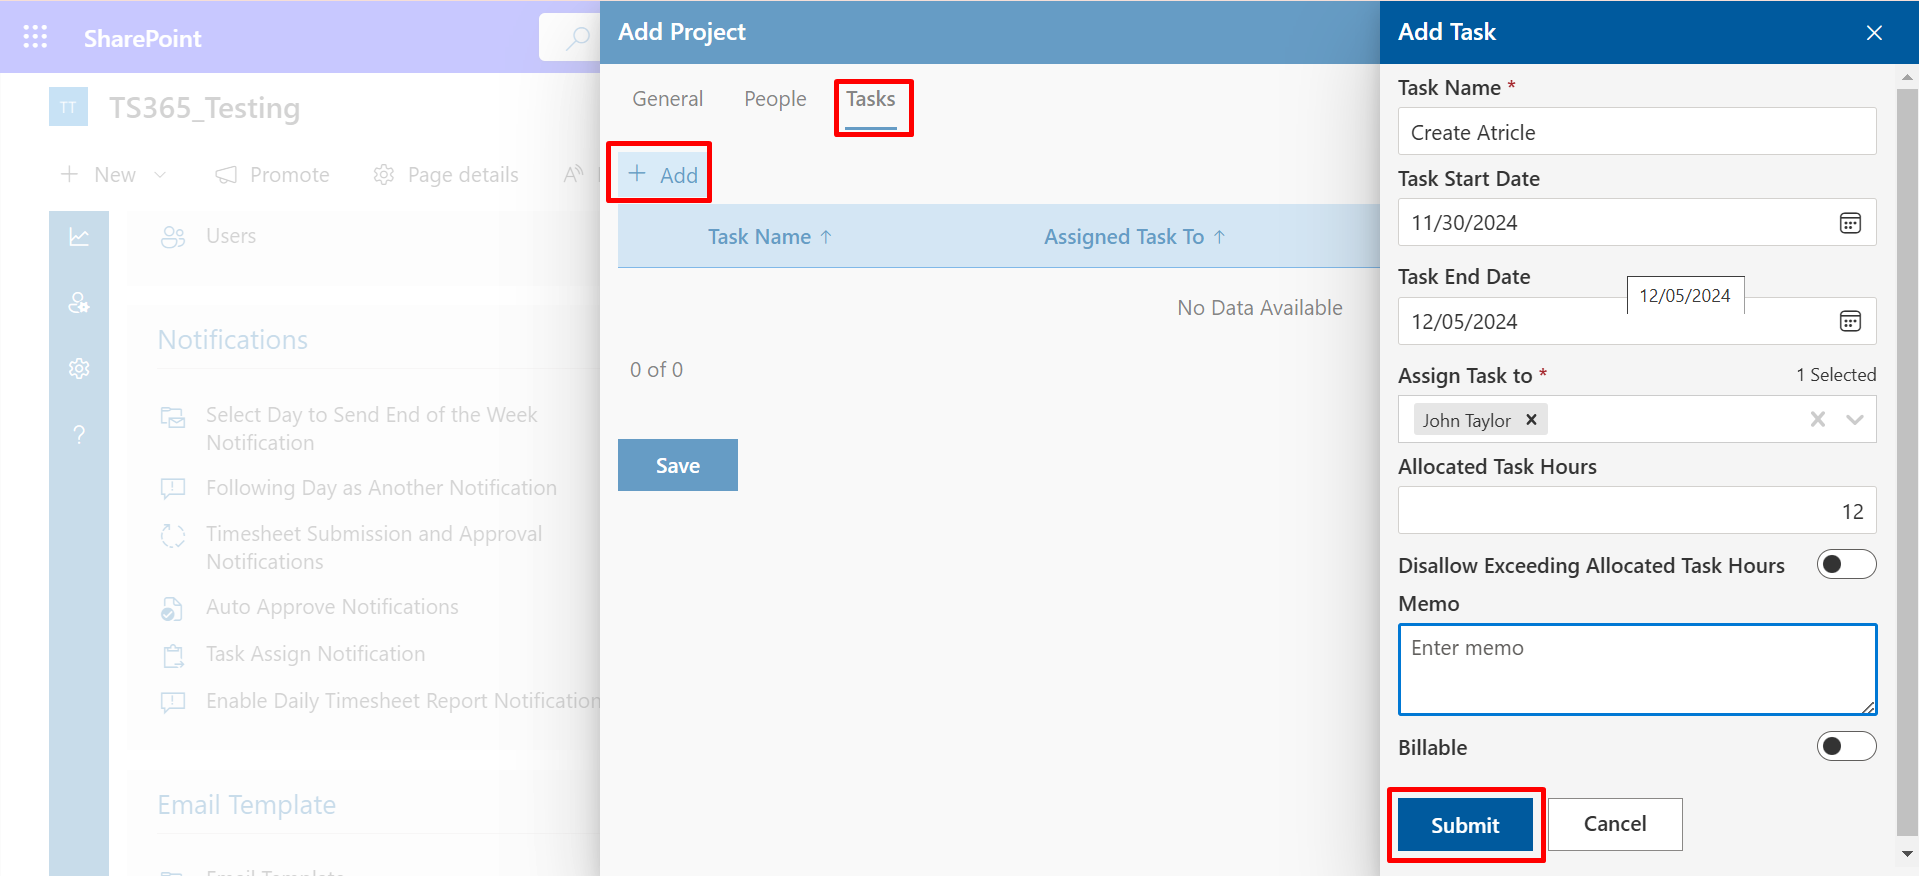 SharePoint
TT
TS365_Testing
New
Promote
Page details
Users
Notifications
Select Day to Send End of the Week
Notification
Following Day as Another Notification
Timesheet Submission and Approval
Notifications
Auto Approve Notifications
Task Assign Notification
Enable Daily Timesheet Report Notification
Email Template
Email Template
Add Project
General People Tasks
+ Add
Task Name ↑ Assigned Task To ↑
No Data Available
0 of 0
Save
Add Task
Task Name *
Create Atricle
Task Start Date
11/30/2024
Task End Date
12/05/2024
12/05/2024
Assign Task to * 1 Selected
John Taylor
Allocated Task Hours
12
Disallow Exceeding Allocated Task Hours
Memo
Enter memo
Billable
Submit Cancel